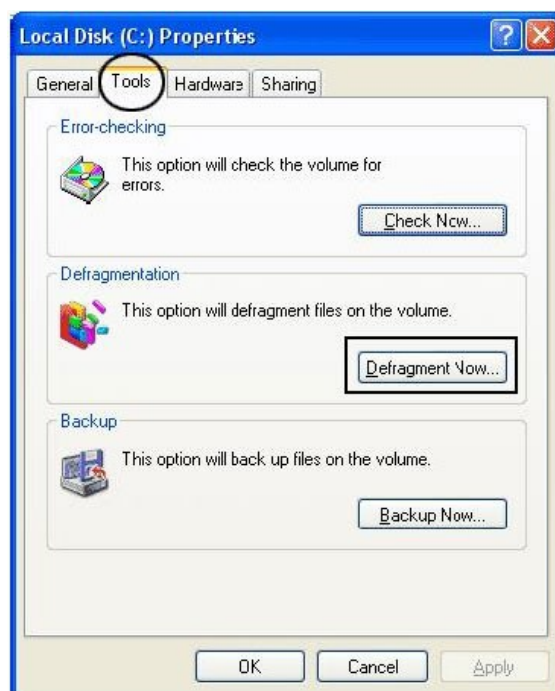 Local Disk (C:) Properties
General Tools Hardware Sharing
Error-checking
This option will check the volume for
errors.
Check Now...
Defragmentation
This option will defragment files on the volume.
Defragment Now...
Backup
This option will back up files on the volume.
Backup Now...
OK Cancel Apply